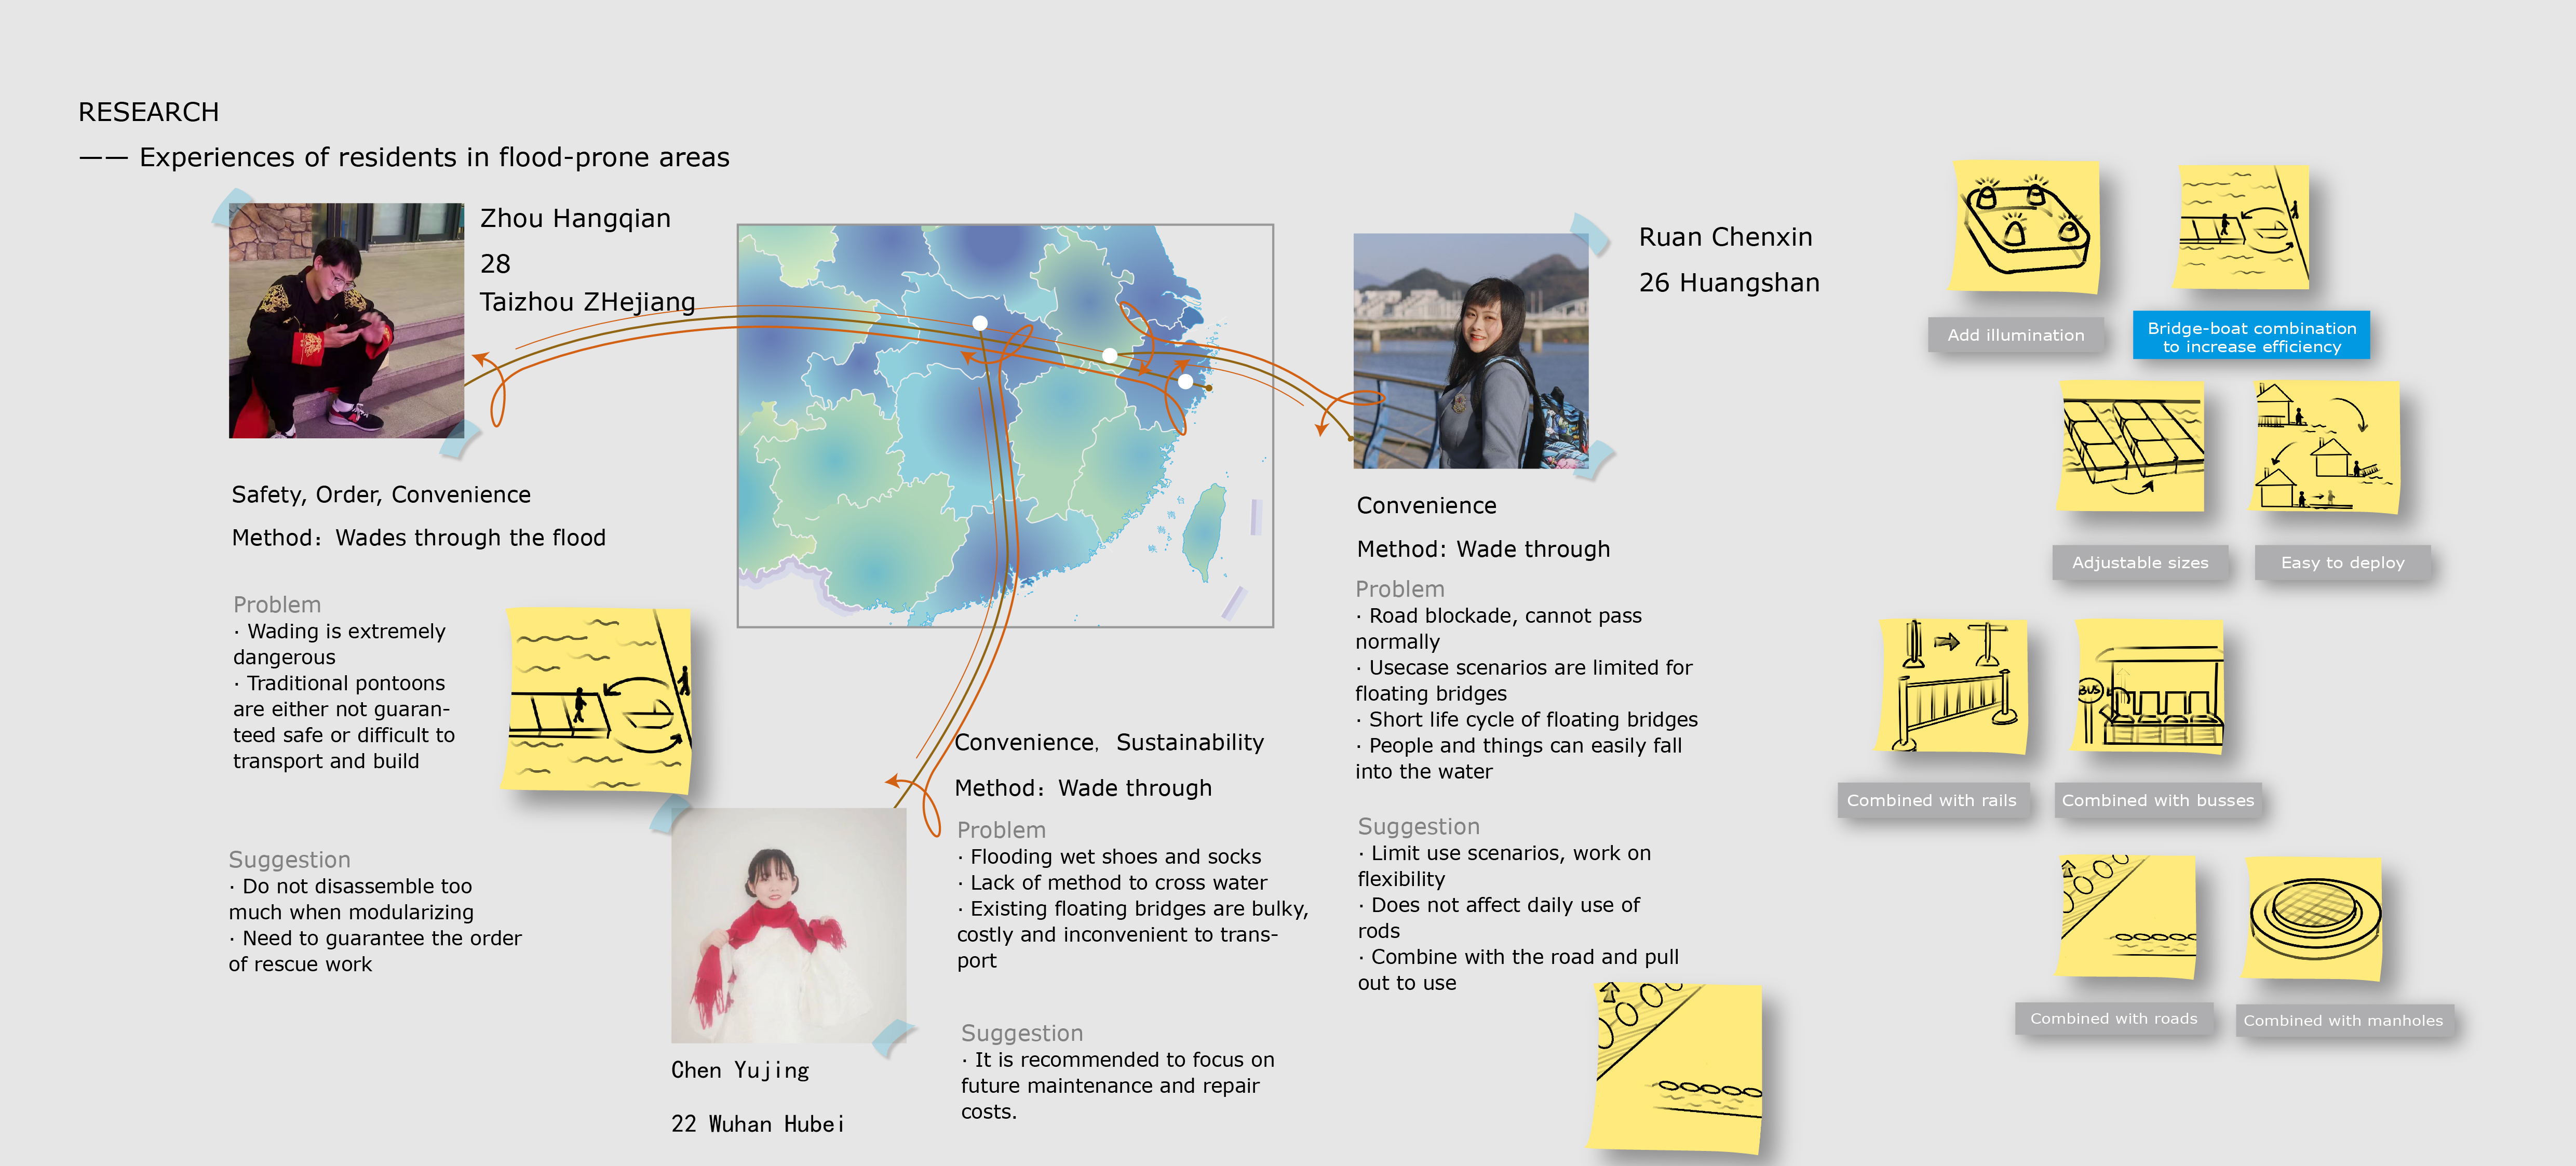 RESEARCH
—— Experiences of residents in flood-prone areas
Zhou Hangqian
28
Taizhou ZHejiang
Safety, Order, Convenience
Method： Wades through the flood
Problem
· Wading is extremely
dangerous
· Traditional pontoons
are either not guaran-
teed safe or difficult to
transport and build
Suggestion
· Do not disassemble too
much when modularizing
· Need to guarantee the order
of rescue work
Convenience， Sustainability
Method： Wade through
Problem
· Flooding wet shoes and socks
· Lack of method to cross water
· Existing floating bridges are bulky,
costly and inconvenient to trans-
port
Suggestion
· It is recommended to focus on
future maintenance and repair
costs.
Chen Yujing
22 Wuhan Hubei
Ruan Chenxin
26 Huangshan
Convenience
Method: Wade through
Problem
· Road blockade, cannot pass
normally
· Usecase scenarios are limited for
floating bridges
· Short life cycle of floating bridges
· People and things can easily fall
into the water
Suggestion
· Limit use scenarios, work on
flexibility
· Does not affect daily use of
rods
· Combine with the road and pull
out to use
Add illumination
Bridge-boat combination
to increase efficiency
Adjustable sizes
Easy to deploy
BUS
Combined with rails
Combined with busses
Combined with roads
Combined with manholes